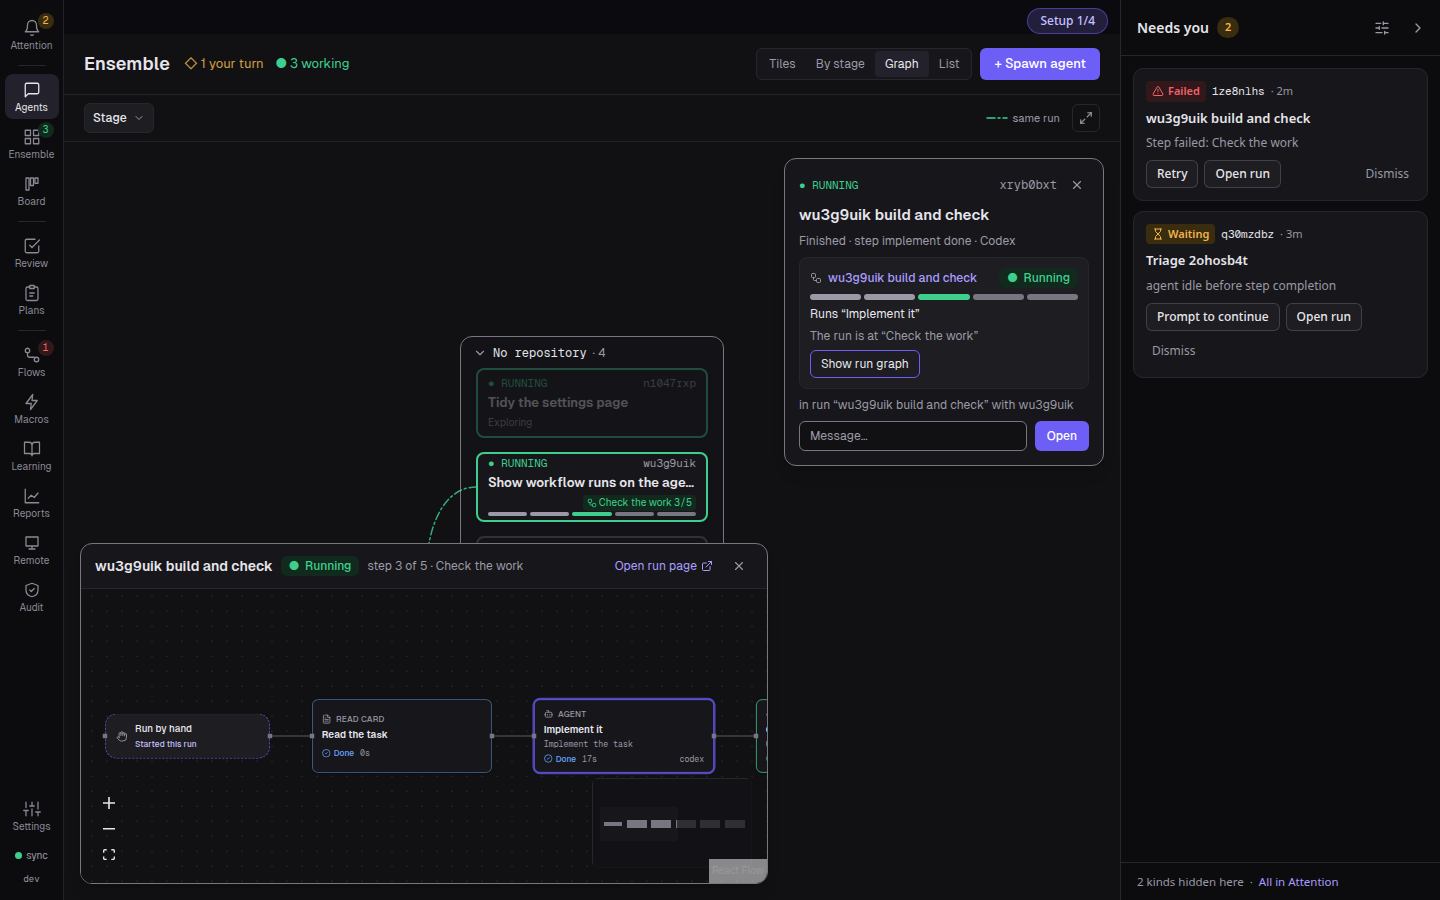 2
Attention
Agents
3
Ensemble
Board
Review
Plans
1
Flows
Macros
Learning
Reports
Remote
Audit
Settings
sync
dev
Setup 1/4
Ensemble
1 your turn
3 working
Tiles
By stage
Graph
List
+ Spawn agent
Stage
same run
No repository · 4
RUNNING
n1047rxp
Tidy the settings page
Exploring
RUNNING
wu3g9uik
Show workflow runs on the age…
Check the work 3/5
RUNNING
xryb0bxt
wu3g9uik build and check
Finished · step implement done · Codex
wu3g9uik build and check
Running
Runs “Implement it”
The run is at “Check the work”
Show run graph
in run “wu3g9uik build and check” with wu3g9uik
Message…
Open
wu3g9uik build and check
Running
step 3 of 5 · Check the work
Open run page
Run by hand
Started this run
READ CARD
Read the task
Done 0s
AGENT
Implement it
Implement the task
Done 17s
codex
React Flow
Needs you
2
Failed
1ze8nlhs · 2m
wu3g9uik build and check
Step failed: Check the work
Retry
Open run
Dismiss
Waiting
q30mzdbz · 3m
Triage 2ohosb4t
agent idle before step completion
Prompt to continue
Open run
Dismiss
2 kinds hidden here · All in Attention